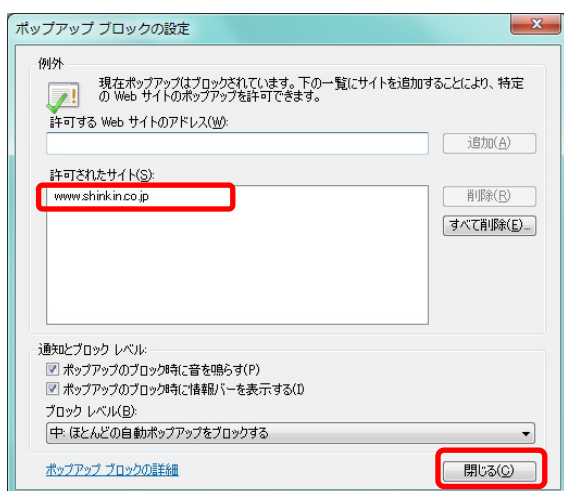 ポップアップ ブロックの設定
例外
現在ポップアップはブロックされています。下の一覧にサイトを追加することにより、特定
の Web サイトのポップアップを許可できます。
許可する Web サイトのアドレス(W):
追加(A)
許可されたサイト(S):
www.shinkin.co.jp
削除(R)
すべて削除(E)...
通知とブロック レベル:
ポップアップのブロック時に音を鳴らす(P)
ポップアップのブロック時に情報バーを表示する(I)
ブロック レベル(B):
中: ほとんどの自動ポップアップをブロックする
ポップアップ ブロックの詳細
閉じる(C)